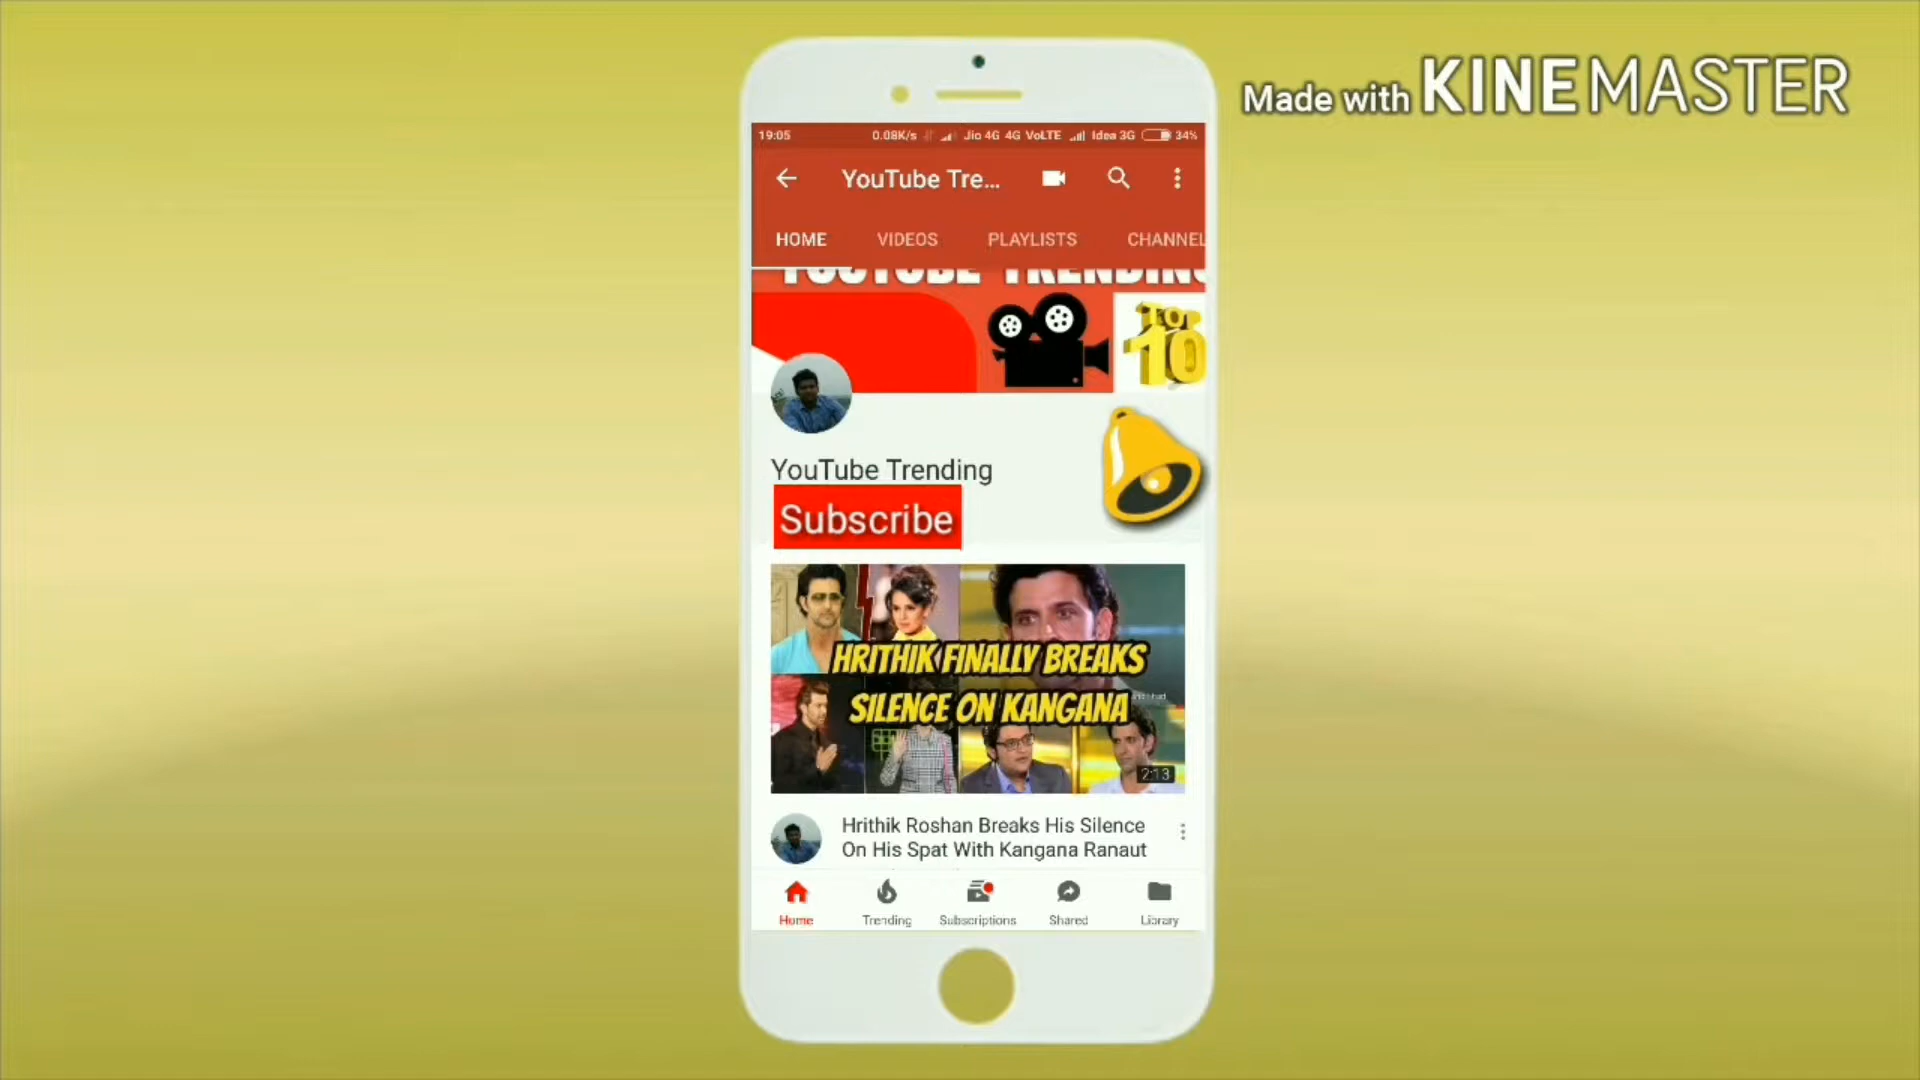 Made with KINEMASTER
19:05 0.08K/s Jio 4G 4G VoLTE Idea 3G 34%
YouTube Tre...
HOME VIDEOS PLAYLISTS CHANNEL
YOUTUBE TRENDING
TOP
10
YouTube Trending
Subscribe
HRITHIK FINALLY BREAKS
SILENCE ON KANGANA
2:13
Hrithik Roshan Breaks His Silence
On His Spat With Kangana Ranaut
Home Trending Subscriptions Shared Library